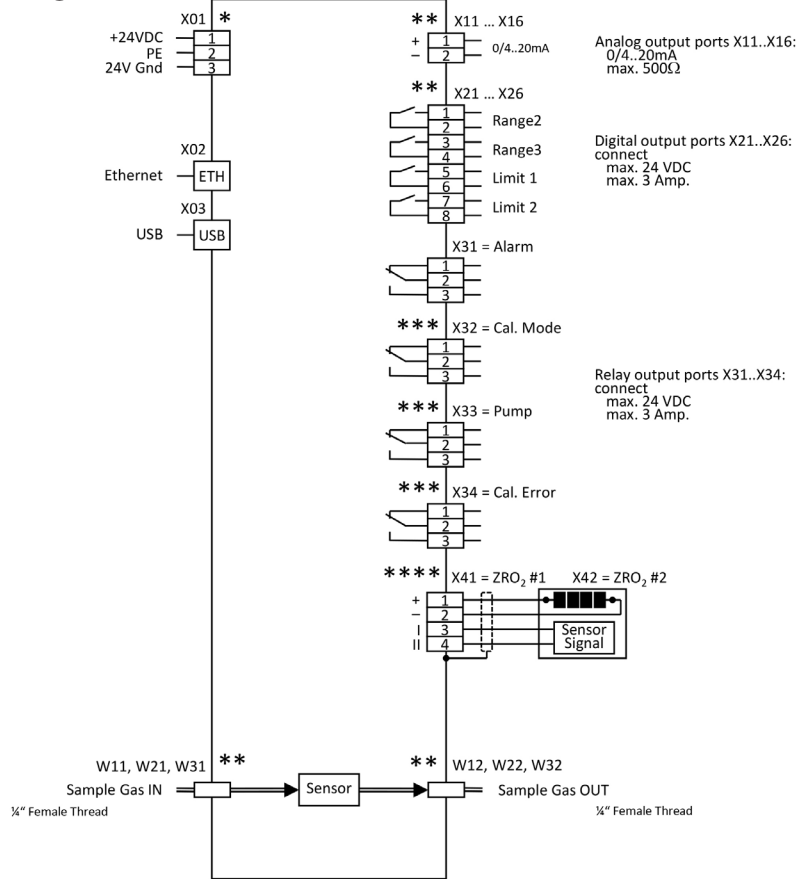 X01 *
+24VDC 1
PE 2
24V Gnd 3
X02
Ethernet ETH
X03
USB USB
** X11 ... X16
+ 1
– 2
0/4..20mA
Analog output ports X11..X16:
0/4..20mA
max. 500Ω
** X21 ... X26
1
2
Range2
3
4
Range3
5
6
Limit 1
7
8
Limit 2
Digital output ports X21..X26:
connect
max. 24 VDC
max. 3 Amp.
X31 = Alarm
1
2
3
*** X32 = Cal. Mode
1
2
3
*** X33 = Pump
1
2
3
*** X34 = Cal. Error
1
2
3
Relay output ports X31..X34:
connect
max. 24 VDC
max. 3 Amp.
**** X41 = ZRO₂ #1 X42 = ZRO₂ #2
+ 1
– 2
I 3
II 4
Sensor
Signal
W11, W21, W31 **
Sample Gas IN
¼“ Female Thread
Sensor
** W12, W22, W32
Sample Gas OUT
¼“ Female Thread